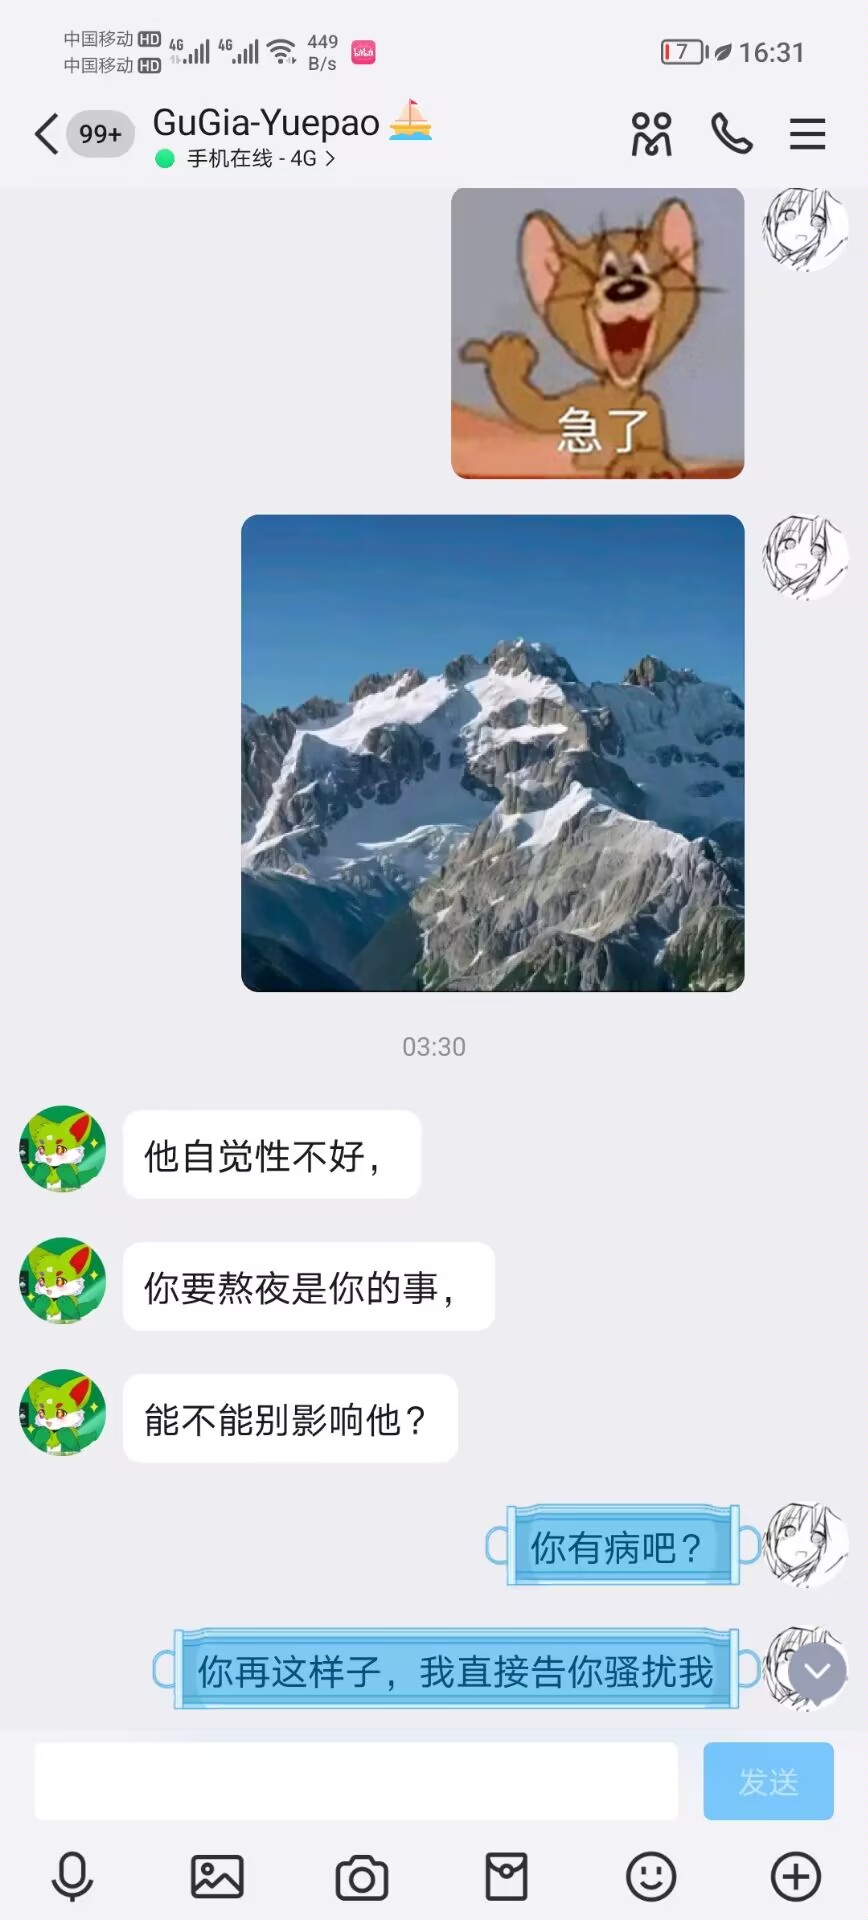 中国移动 HD 4G 4G 449 7 16:31
中国移动 HD B/s
99+ GuGia-Yuepao
手机在线 - 4G >
急了
03:30
他自觉性不好，
你要熬夜是你的事，
能不能别影响他？
你有病吧？
你再这样子，我直接告你骚扰我
发送